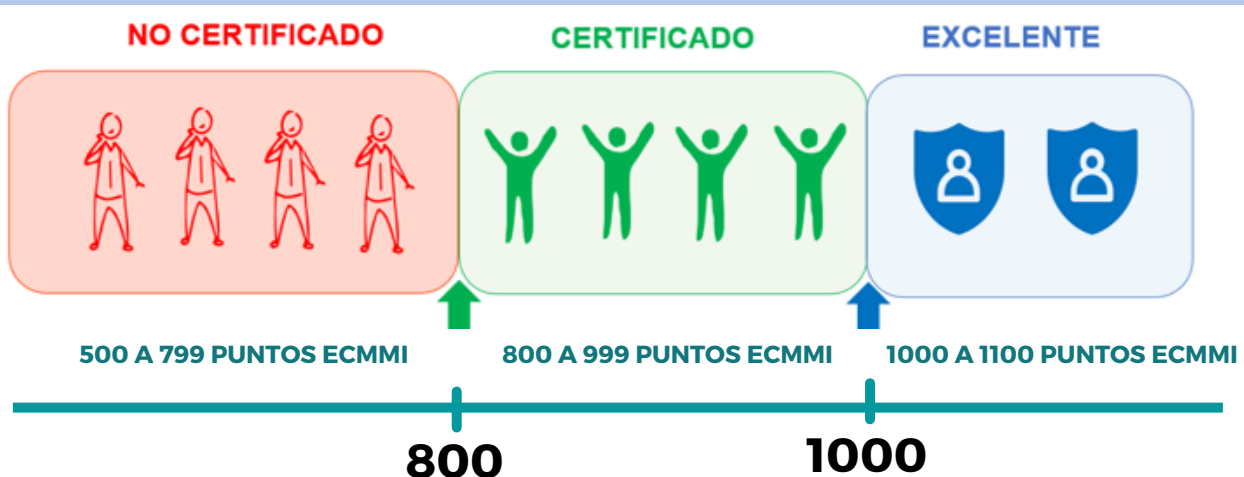 NO CERTIFICADO
CERTIFICADO
EXCELENTE
500 A 799 PUNTOS ECMMI
800 A 999 PUNTOS ECMMI
1000 A 1100 PUNTOS ECMMI
800
1000